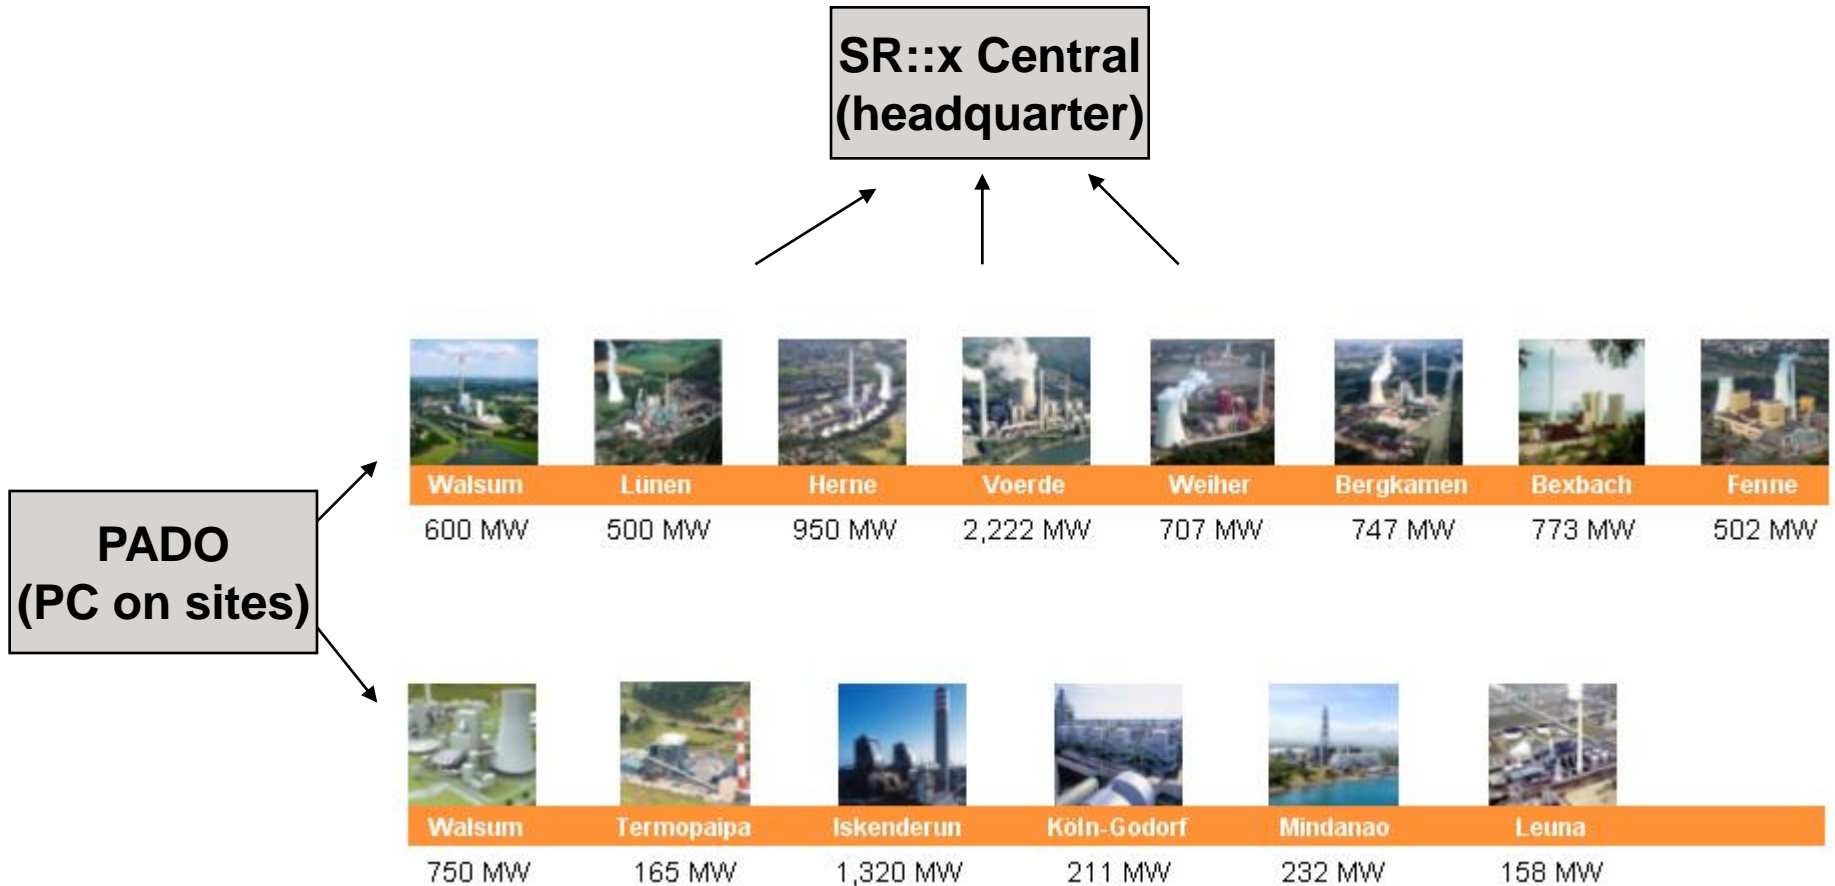 SR::x Central
(headquarter)
Walsum Lünen Herne Voerde Weiher Bergkamen Bexbach Fenne
600 MW 500 MW 950 MW 2,222 MW 707 MW 747 MW 773 MW 502 MW
PADO
(PC on sites)
Walsum Termopaipa Iskenderun Köln-Godorf Mindanao Leuna
750 MW 165 MW 1,320 MW 211 MW 232 MW 158 MW